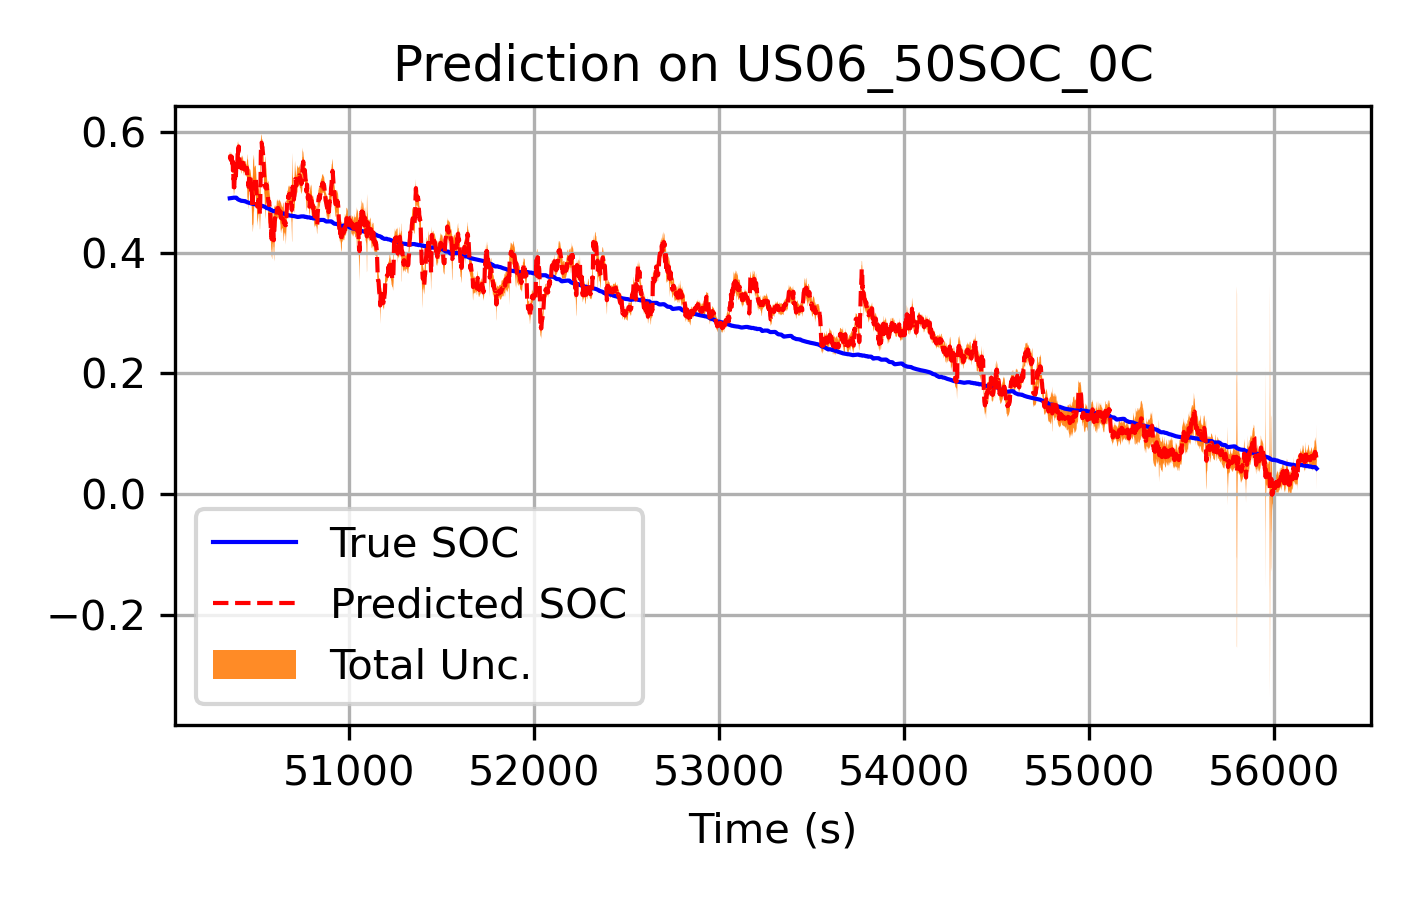 Prediction on US06_50SOC_0C
0.6
0.4
0.2
0.0
−0.2
True SOC
Predicted SOC
Total Unc.
51000 52000 53000 54000 55000 56000
Time (s)